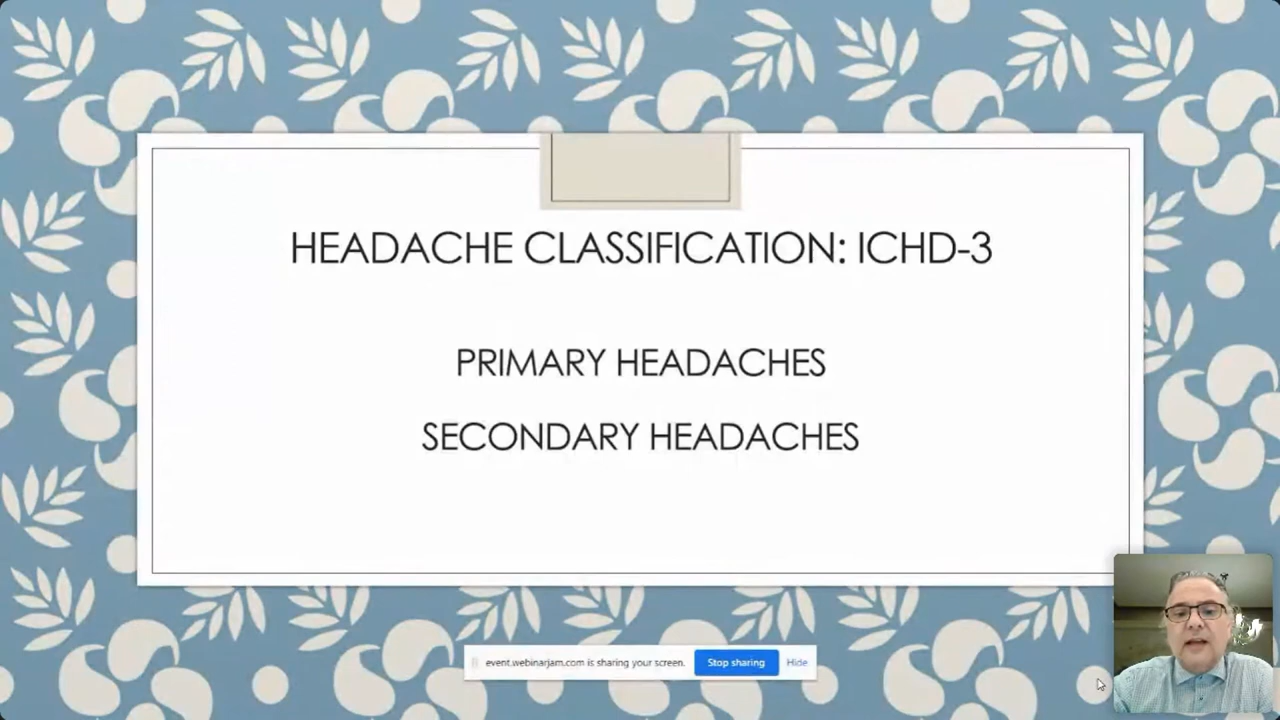 HEADACHE CLASSIFICATION: ICHD-3
PRIMARY HEADACHES
SECONDARY HEADACHES
event.webinarjam.com is sharing your screen. Stop sharing Hide